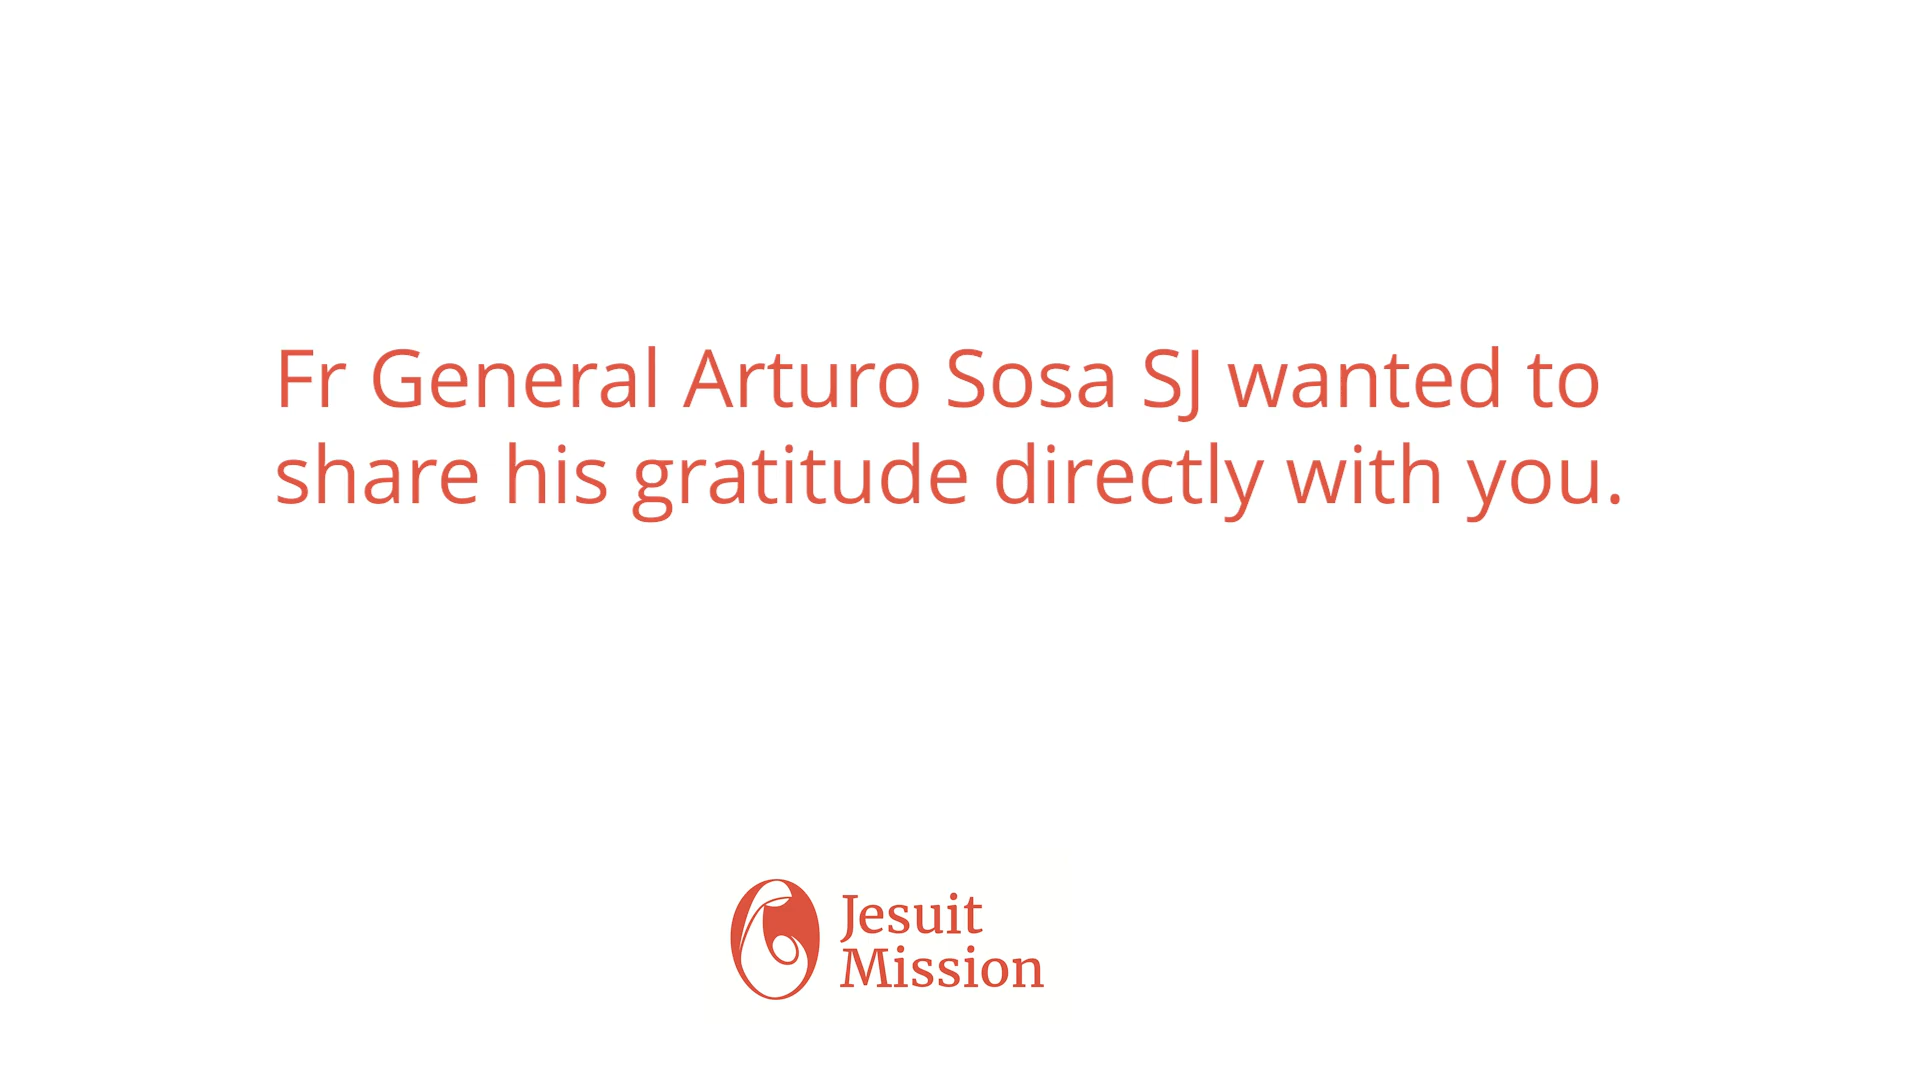 Fr General Arturo Sosa SJ wanted to
share his gratitude directly with you.
Jesuit
Mission